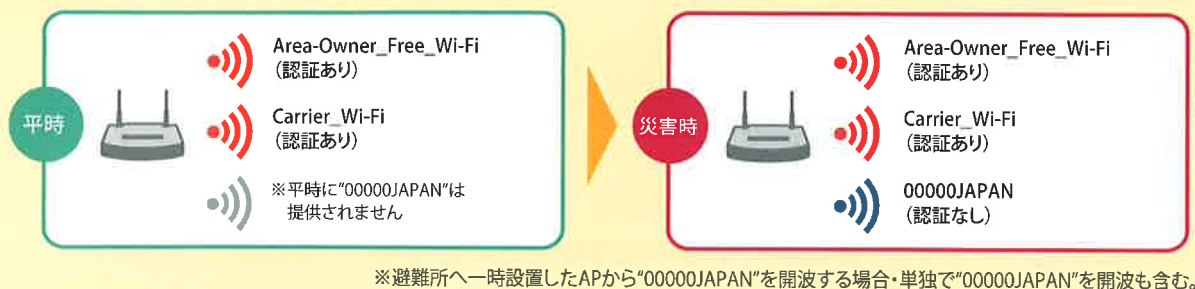 平時
Area-Owner_Free_Wi-Fi
（認証あり）
Carrier_Wi-Fi
（認証あり）
※平時に"00000JAPAN"は
提供されません
災害時
Area-Owner_Free_Wi-Fi
（認証あり）
Carrier_Wi-Fi
（認証あり）
00000JAPAN
（認証なし）
※避難所へ一時設置したAPから"00000JAPAN"を開波する場合・単独で"00000JAPAN"を開波も含む。